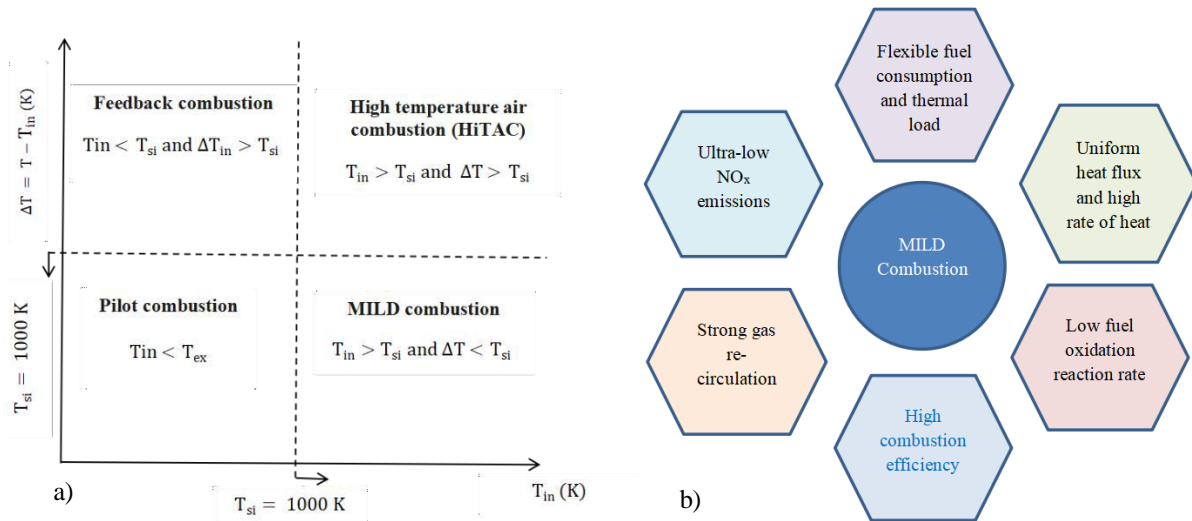 ΔT = T − Tin (K)
Feedback combustion
Tin < Tsi and ΔTin > Tsi
High temperature air
combustion (HiTAC)
Tin > Tsi and ΔT > Tsi
Pilot combustion
Tin < Tex
MILD combustion
Tin > Tsi and ΔT < Tsi
Tsi = 1000 K
a)
Tsi = 1000 K
Tin (K)
Flexible fuel
consumption
and thermal
load
Ultra-low
NOx
emissions
Uniform
heat flux
and high
rate of heat
MILD
Combustion
Strong gas
re-
circulation
Low fuel
oxidation
reaction rate
High
combustion
efficiency
b)